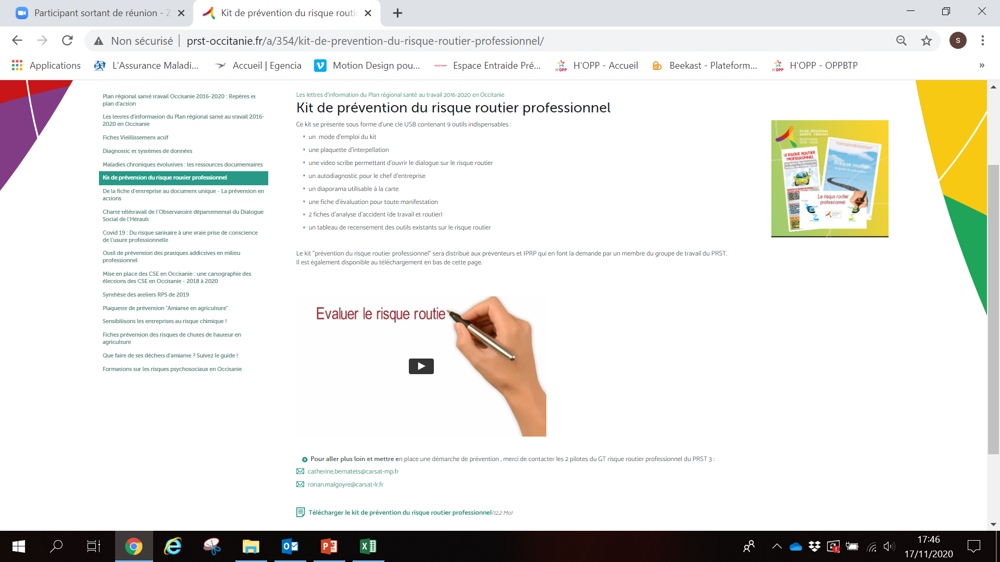 Participant sortant de réunion - Z
Kit de prévention du risque routie
Non sécurisé
prst-occitanie.fr/a/354/kit-de-prevention-du-risque-routier-professionnel/
S
Applications
L'Assurance Maladi...
Accueil | Egencia
Motion Design pou...
Espace Entraide Pré...
H'OPP - Accueil
Beekast - Plateform...
H'OPP - OPPBTP
»
Plan régional santé travail Occitanie 2016-2020 : Repères et
plan d'action
Les lettres d'information du Plan régional santé au travail 2016-
2020 en Occitanie
Fiches Vieillissement actif
Diagnostic et systèmes de données
Maladies chroniques évolutives : les ressources documentaires
Kit de prévention du risque routier professionnel
De la fiche d'entreprise au document unique - La prévention en
actions
Charte télétravail de l'Observatoire départemental du Dialogue
Social de l'Hérault
Covid 19 : Du risque sanitaire à une vraie prise de conscience
de l'usure professionnelle
Outil de prévention des pratiques addictives en milieu
professionnel
Mise en place des CSE en Occitanie : une cartographie des
élections des CSE en Occitanie - 2018 à 2020
Synthèse des ateliers RPS de 2019
Plaquette de prévention "Amiante en agriculture"
Sensibilisons les entreprises au risque chimique !
Fiches prévention des risques de chutes de hauteur en
agriculture
Que faire de ses déchets d'amiante ? Suivez le guide !
Formations sur les risques psychosociaux en Occitanie
Les lettres d'information du Plan régional santé au travail 2016-2020 en Occitanie
Kit de prévention du risque routier professionnel
Ce kit se présente sous forme d'une clé USB contenant 9 outils indispensables :
un mode d'emploi du kit
une plaquette d'interpellation
une video scribe permettant d'ouvrir le dialogue sur le risque routier
un autodiagnostic pour le chef d'entreprise
un diaporama utilisable à la carte
une fiche d'évaluation pour toute manifestation
2 fiches d'analyse d'accident (de travail et routier)
un tableau de recensement des outils existants sur le risque routier
Le kit "prévention du risque routier professionnel" sera distribué aux préventeurs et IPRP qui en font la demande par un membre du groupe de travail du PRST.
Il est également disponible au téléchargement en bas de cette page.
Evaluer le risque routie
Pour aller plus loin et mettre en place une démarche de prévention , merci de contacter les 2 pilotes du GT risque routier professionnel du PRST 3 :
catherine.bernatets@carsat-mp.fr
ronan.malgoyre@carsat-lr.fr
Télécharger le kit de prévention du risque routier professionnel(12,2 Mo)
PLAN RÉGIONAL
SANTÉ TRAVAIL
OCCITANIE
2016 - 2020
LE RISQUE ROUTIER
PROFESSIONNEL
Risque routier
le guide du préventeur
Le risque routier
professionnel
17:46
17/11/2020